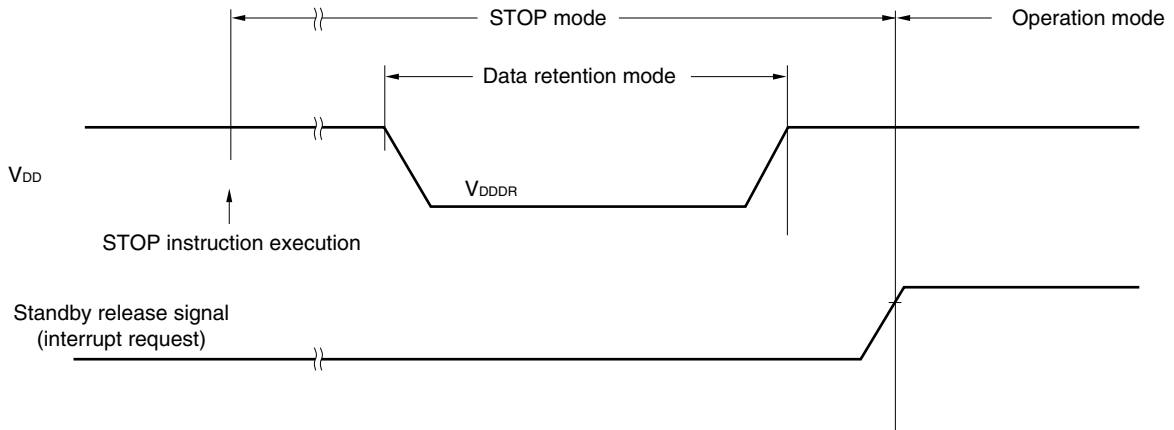 STOP mode
Operation mode
Data retention mode
VDD
VDDDR
STOP instruction execution
Standby release signal
(interrupt request)